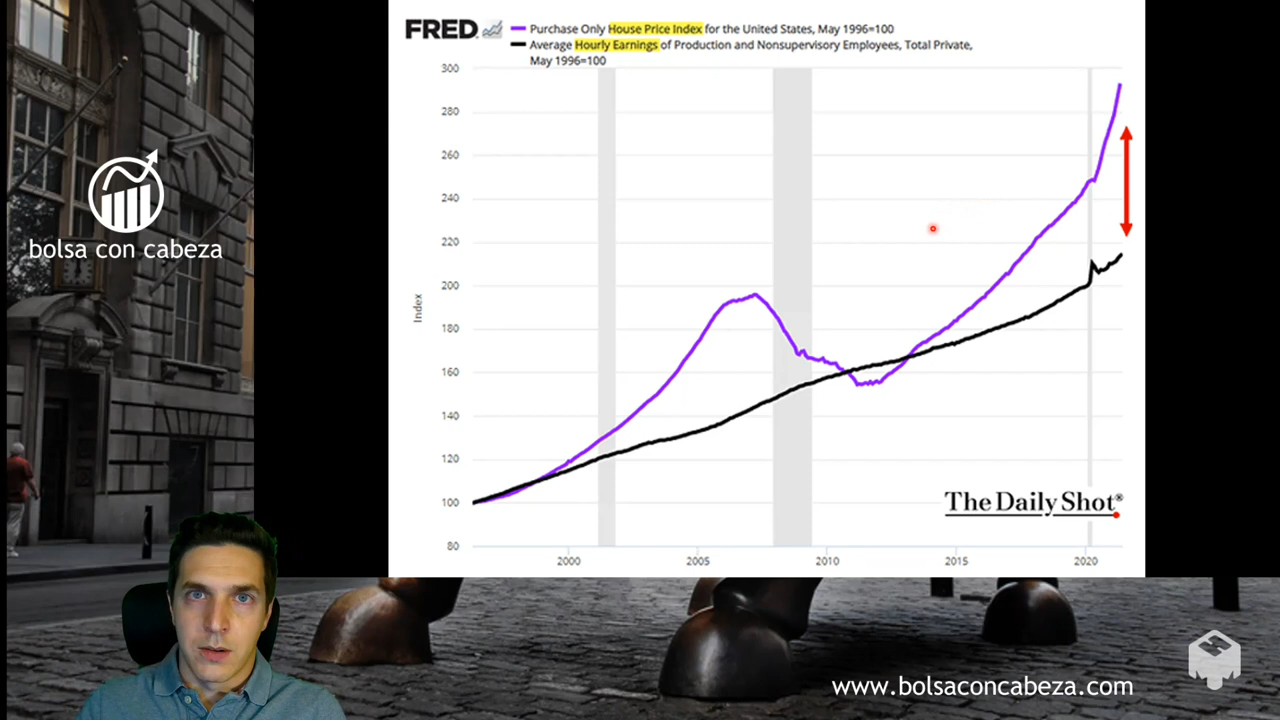 FRED
Purchase Only House Price Index for the United States, May 1996=100
Average Hourly Earnings of Production and Nonsupervisory Employees, Total Private,
May 1996=100
300
280
260
240
220
200
180
160
140
120
100
80
Index
2000
2005
2010
2015
2020
The Daily Shot®
bolsa con cabeza
www.bolsaconcabeza.com